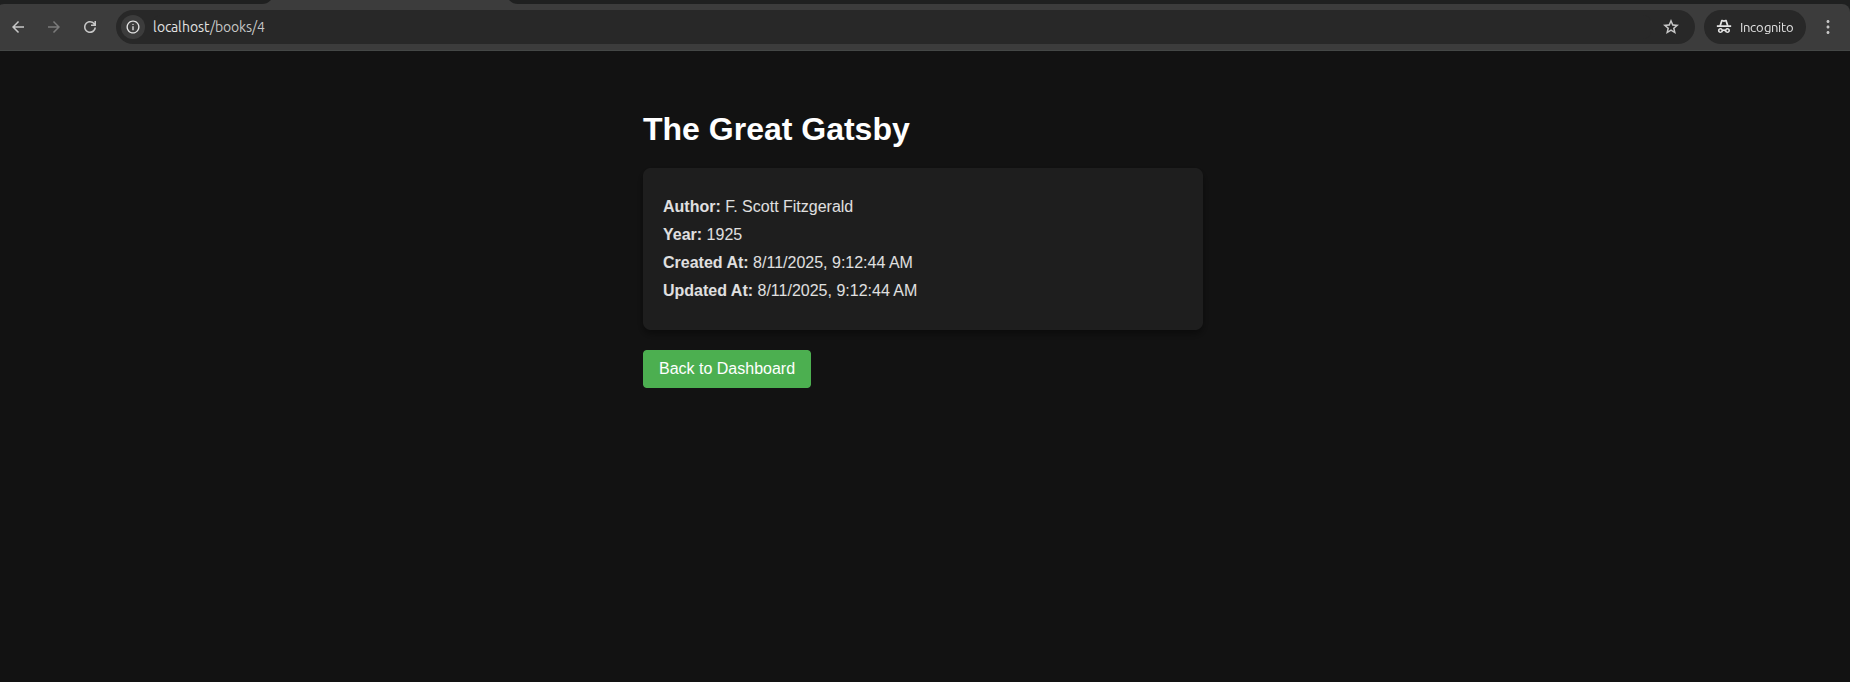 localhost/books/4
Incognito
The Great Gatsby
Author: F. Scott Fitzgerald
Year: 1925
Created At: 8/11/2025, 9:12:44 AM
Updated At: 8/11/2025, 9:12:44 AM
Back to Dashboard